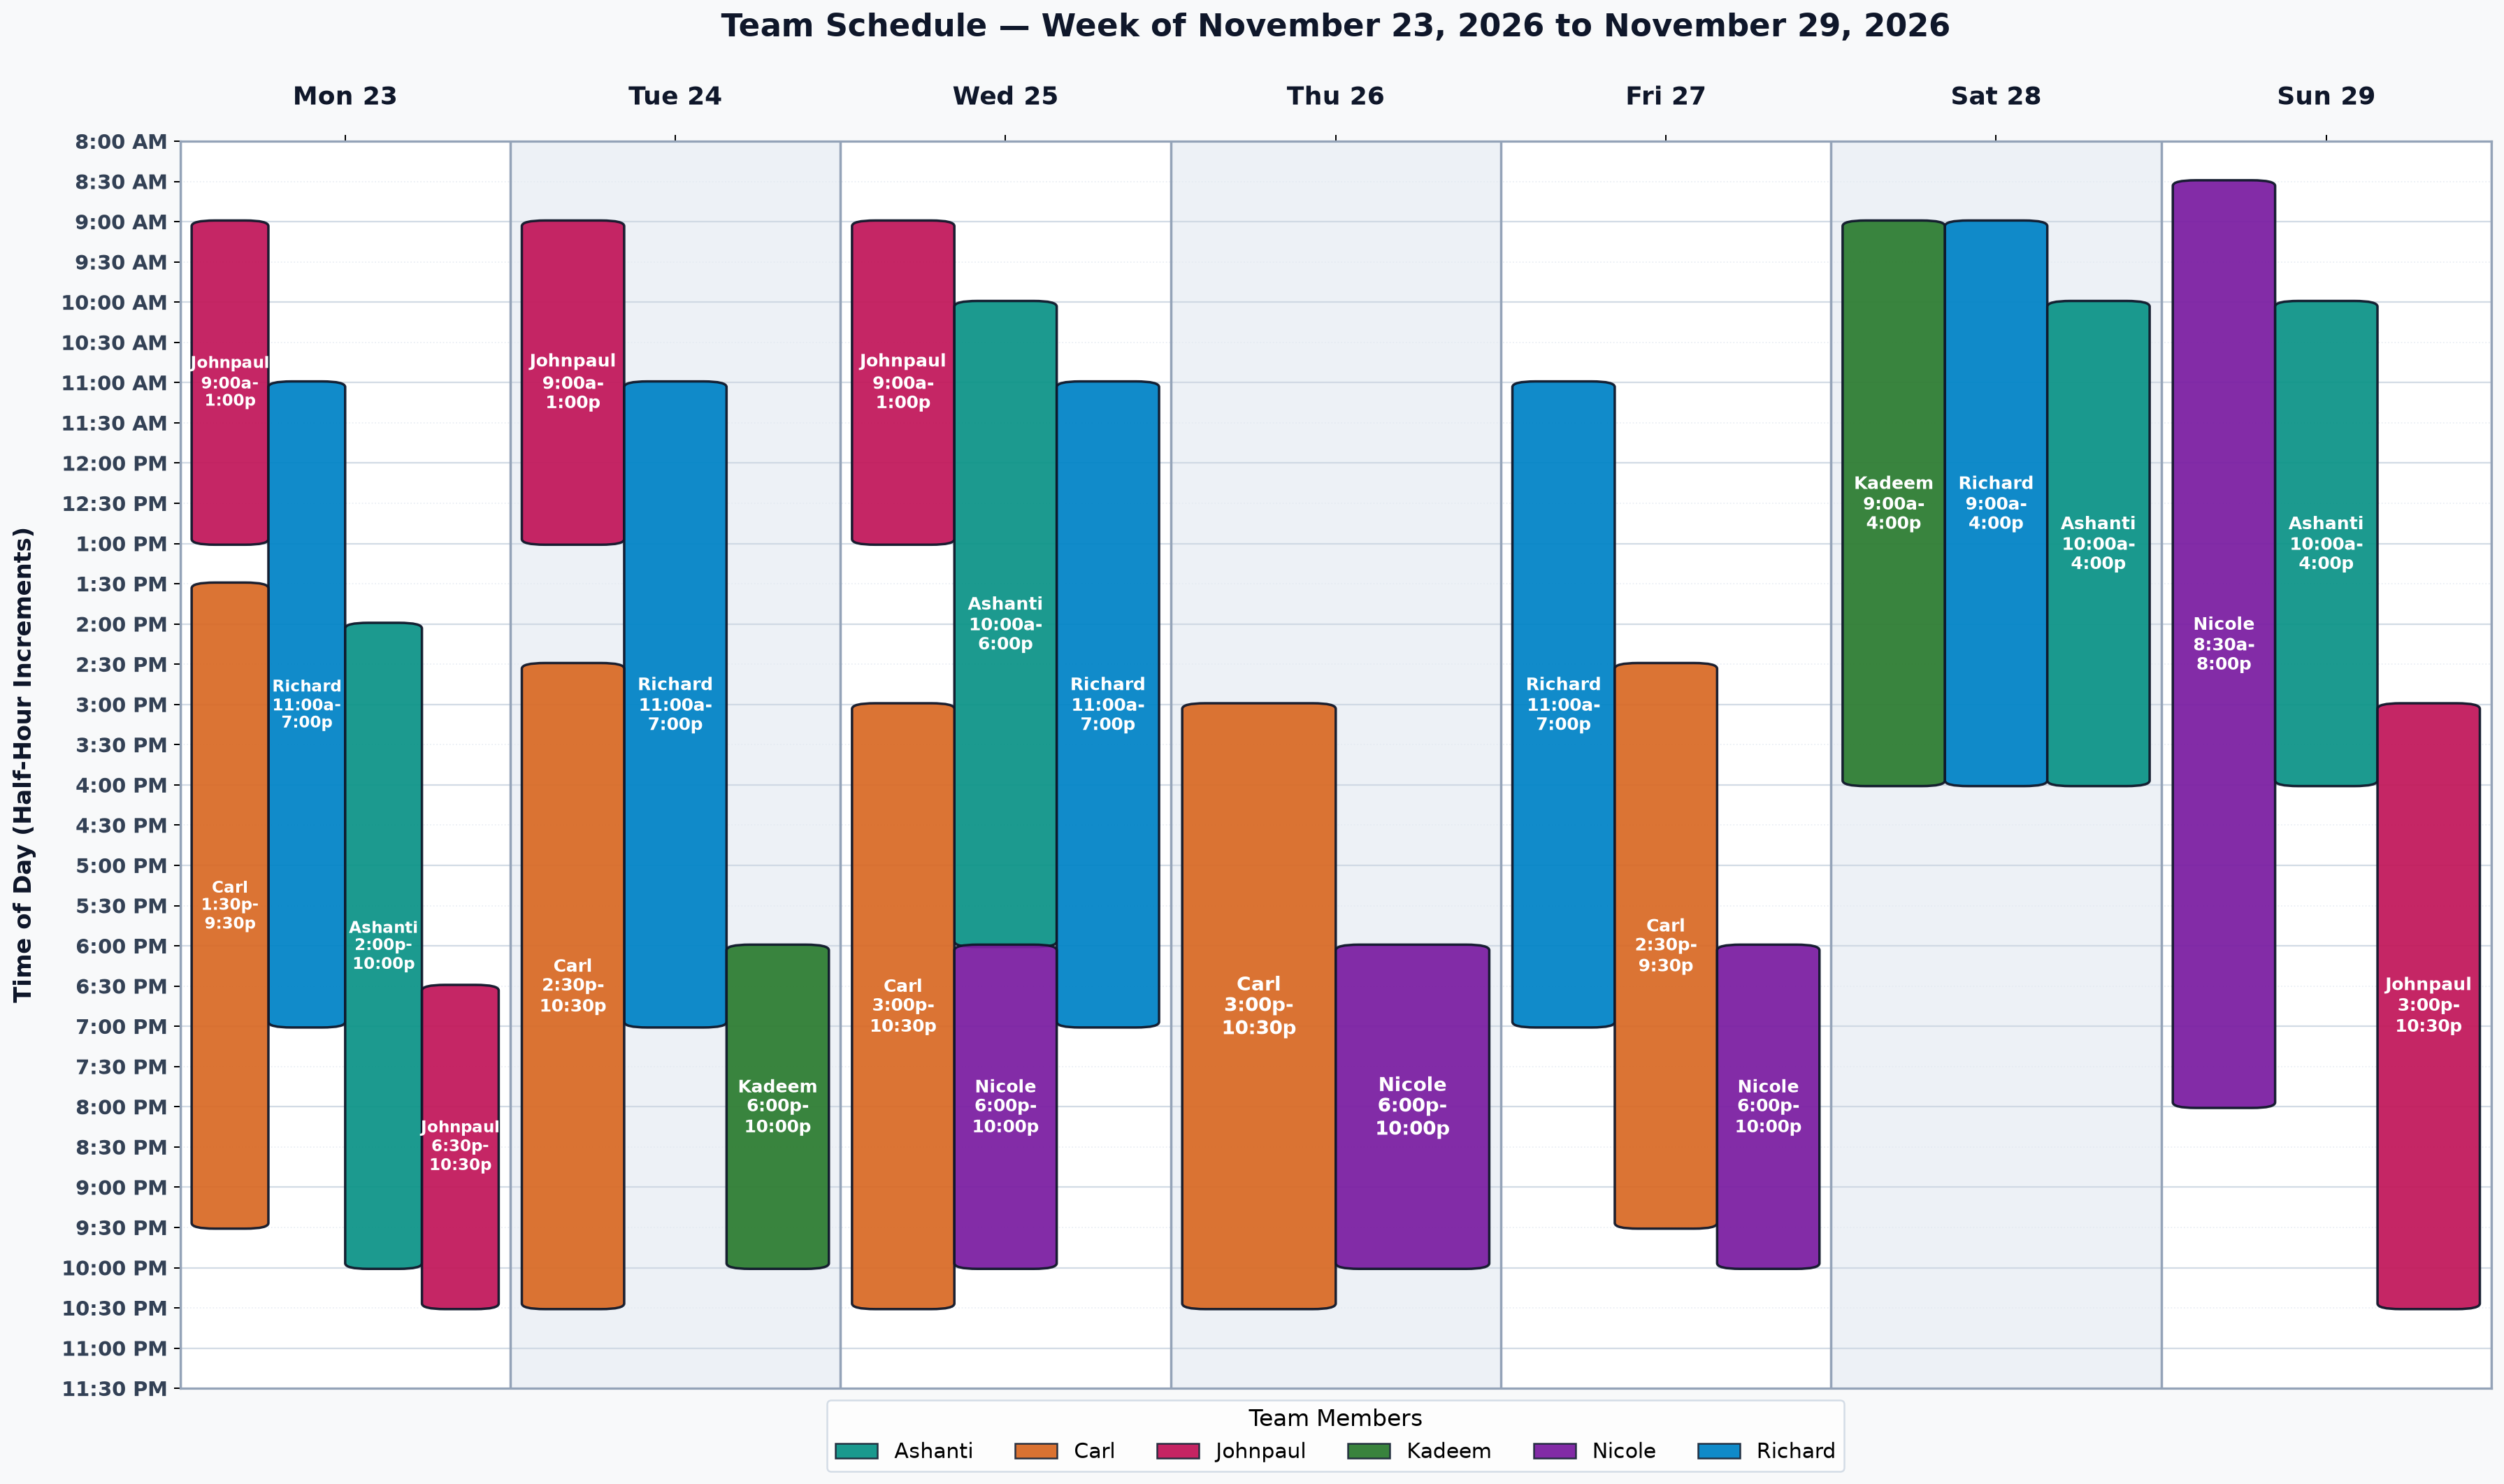 Team Schedule — Week of November 23, 2026 to November 29, 2026
Mon 23
Tue 24
Wed 25
Thu 26
Fri 27
Sat 28
Sun 29
Time of Day (Half-Hour Increments)
8:00 AM
8:30 AM
9:00 AM
9:30 AM
10:00 AM
10:30 AM
11:00 AM
11:30 AM
12:00 PM
12:30 PM
1:00 PM
1:30 PM
2:00 PM
2:30 PM
3:00 PM
3:30 PM
4:00 PM
4:30 PM
5:00 PM
5:30 PM
6:00 PM
6:30 PM
7:00 PM
7:30 PM
8:00 PM
8:30 PM
9:00 PM
9:30 PM
10:00 PM
10:30 PM
11:00 PM
11:30 PM
Johnpaul
9:00a-
1:00p
Carl
1:30p-
9:30p
Richard
11:00a-
7:00p
Ashanti
2:00p-
10:00p
Johnpaul
6:30p-
10:30p
Johnpaul
9:00a-
1:00p
Carl
2:30p-
10:30p
Richard
11:00a-
7:00p
Kadeem
6:00p-
10:00p
Johnpaul
9:00a-
1:00p
Carl
3:00p-
10:30p
Ashanti
10:00a-
6:00p
Nicole
6:00p-
10:00p
Richard
11:00a-
7:00p
Carl
3:00p-
10:30p
Nicole
6:00p-
10:00p
Richard
11:00a-
7:00p
Carl
2:30p-
9:30p
Nicole
6:00p-
10:00p
Kadeem
9:00a-
4:00p
Richard
9:00a-
4:00p
Ashanti
10:00a-
4:00p
Nicole
8:30a-
8:00p
Ashanti
10:00a-
4:00p
Johnpaul
3:00p-
10:30p
Team Members
Ashanti
Carl
Johnpaul
Kadeem
Nicole
Richard